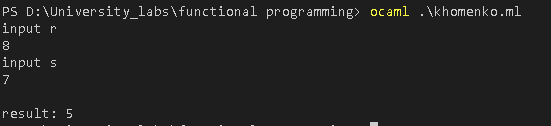 PS D:\University_labs\functional programming> ocaml .\khomenko.ml
input r
8
input s
7
result: 5